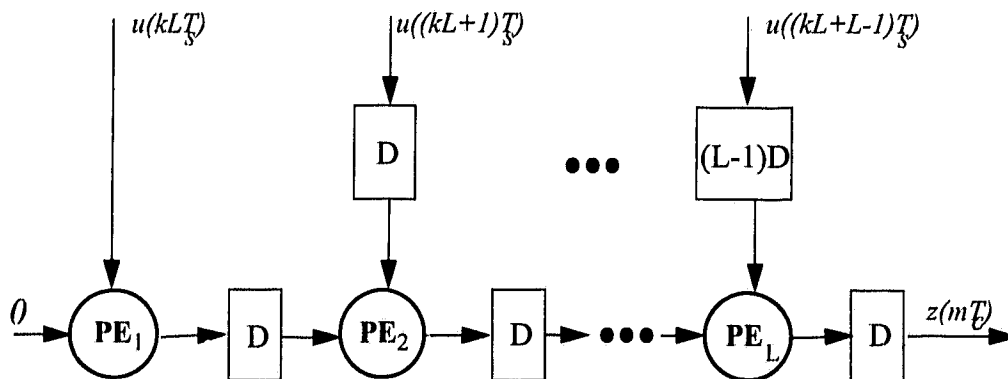 u(kLT_s) u((kL+1)T_s) u((kL+L-1)T_s)
D (L-1)D
0 PE_1 D PE_2 D PE_L D z(mT_c)